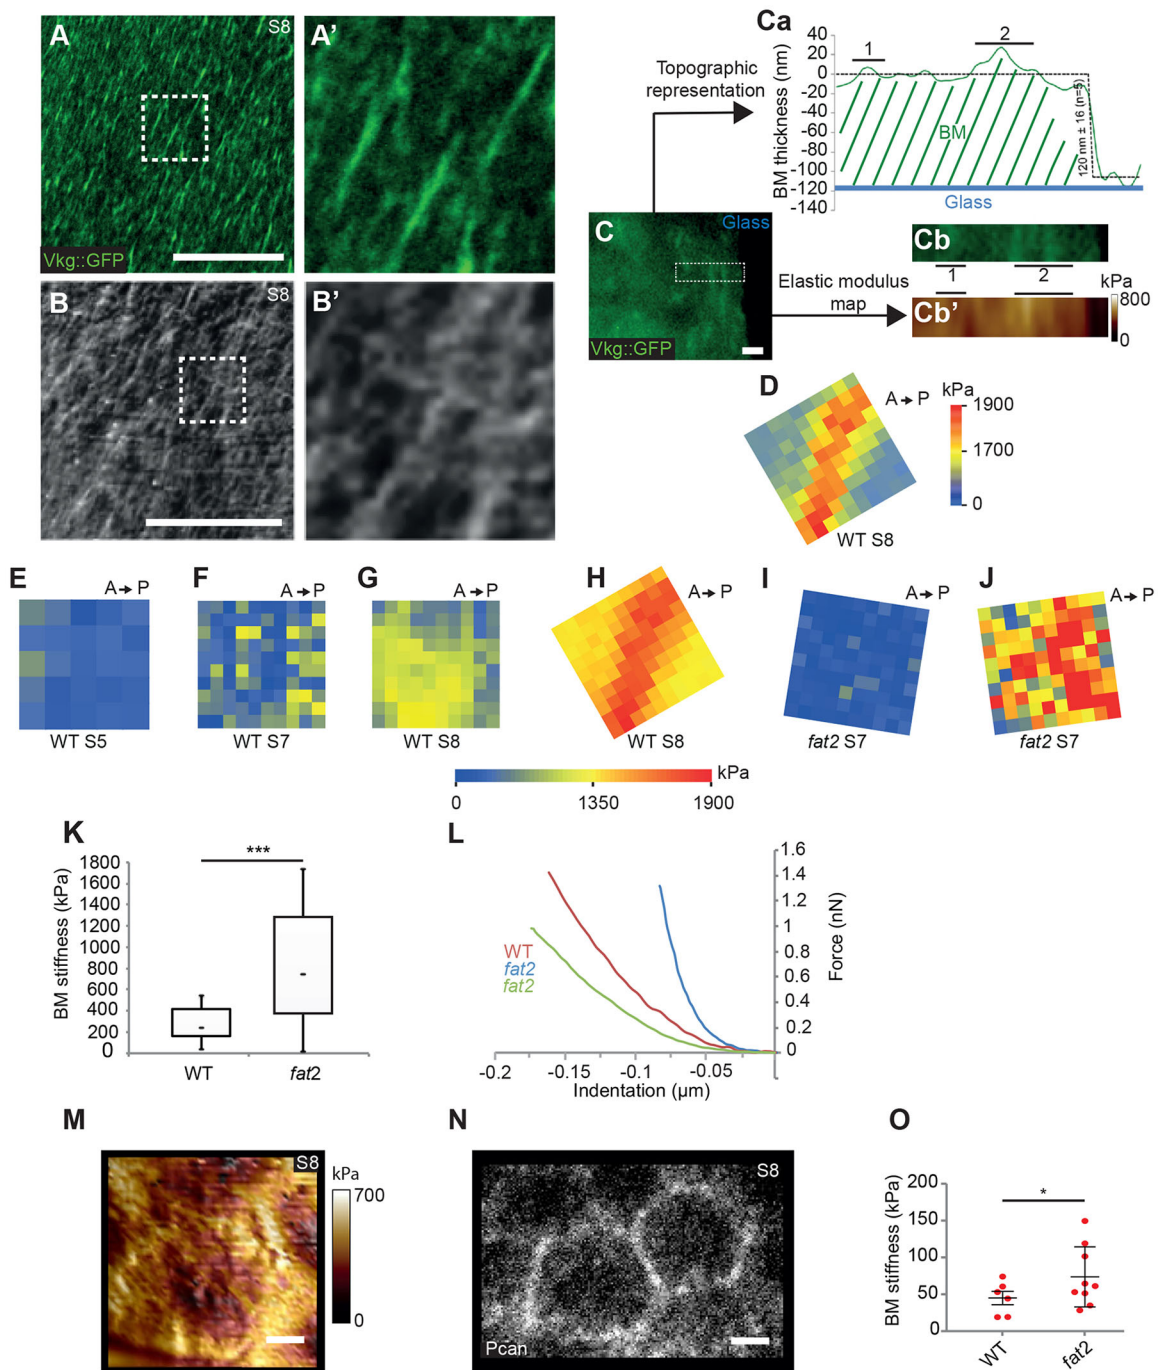 A
S8
Vkg::GFP
A'
B
S8
B'
Topographic
representation
Ca
BM thickness (nm)
40
20
0
-20
-40
-60
-80
-100
-120
-140
1
2
BM
Glass
120 nm ± 16 (n=5)
C
Glass
Vkg::GFP
Elastic modulus
map
Cb
1
2
Cb'
kPa
800
0
D
A → P
kPa
1900
1700
0
WT S8
E
A → P
WT S5
F
A → P
WT S7
G
A → P
WT S8
H
A → P
WT S8
I
A → P
fat2 S7
J
A → P
fat2 S7
kPa
0
1350
1900
K
BM stiffness (kPa)
1800
1600
1400
1200
1000
800
600
400
200
0
***
WT
fat2
L
WT
fat2
fat2
1.6
1.4
1.2
1
0.8
0.6
0.4
0.2
0
Force (nN)
-0.2
-0.15
-0.1
-0.05
Indentation (µm)
M
S8
kPa
700
0
N
S8
Pcan
O
BM stiffness (kPa)
200
150
100
50
0
*
WT
fat2